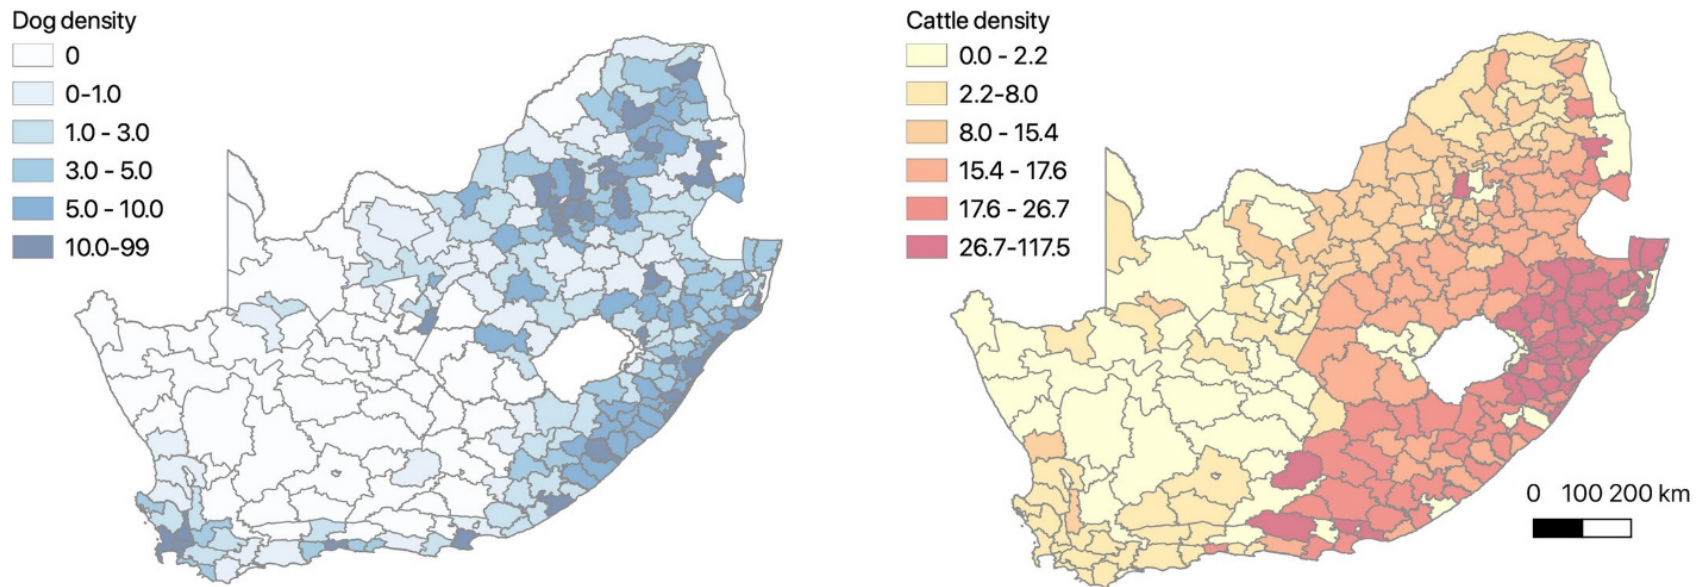 Dog density
0
0-1.0
1.0 - 3.0
3.0 - 5.0
5.0 - 10.0
10.0-99
Cattle density
0.0 - 2.2
2.2-8.0
8.0 - 15.4
15.4 - 17.6
17.6 - 26.7
26.7-117.5
0 100 200 km